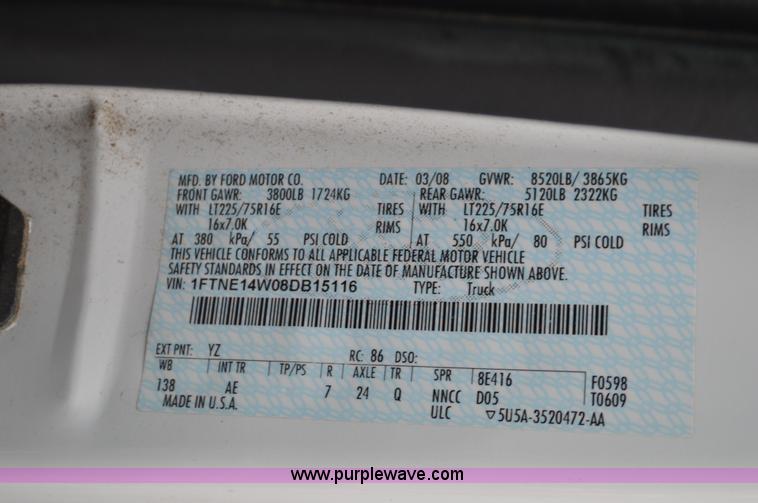 MFD. BY FORD MOTOR CO. DATE: 03/08 GVWR: 8520LB/ 3865KG
FRONT GAWR: 3800LB 1724KG REAR GAWR: 5120LB 2322KG
WITH LT225/75R16E TIRES WITH LT225/75R16E TIRES
16x7.0K RIMS 16x7.0K RIMS
AT 380 kPa/ 55 PSI COLD AT 550 kPa/ 80 PSI COLD
THIS VEHICLE CONFORMS TO ALL APPLICABLE FEDERAL MOTOR VEHICLE
SAFETY STANDARDS IN EFFECT ON THE DATE OF MANUFACTURE SHOWN ABOVE.
VIN: 1FTNE14W08DB15116 TYPE: Truck
EXT PNT: YZ RC: 86 DSO:
WB INT TR TP/PS R AXLE TR SPR 8E416 F0598
138 AE 7 24 Q NNCC D05 T0609
MADE IN U.S.A. ULC ▽5U5A-3520472-AA
www.purplewave.com